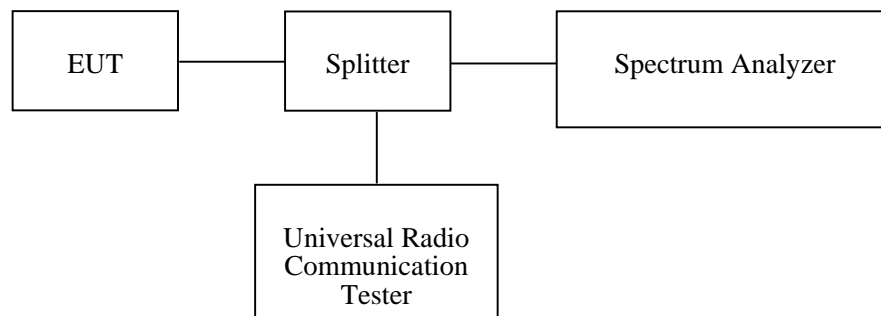 EUT
Splitter
Spectrum Analyzer
Universal Radio
Communication
Tester